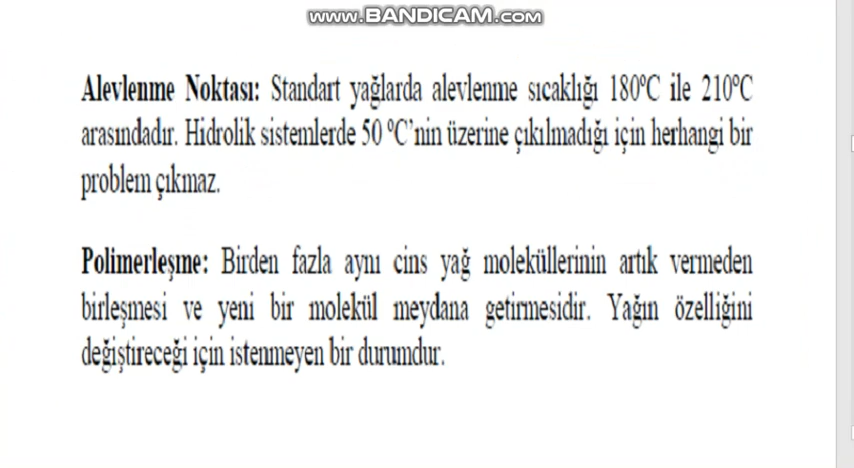 www.BANDICAM.com
Alevlenme Noktası: Standart yağlarda alevlenme sıcaklığı 180ºC ile 210ºC
arasındadır. Hidrolik sistemlerde 50 ºC'nin üzerine çıkılmadığı için herhangi bir
problem çıkmaz.
Polimerleşme: Birden fazla aynı cins yağ moleküllerinin artık vermeden
birleşmesi ve yeni bir molekül meydana getirmesidir. Yağın özelliğini
değiştireceği için istenmeyen bir durumdur.